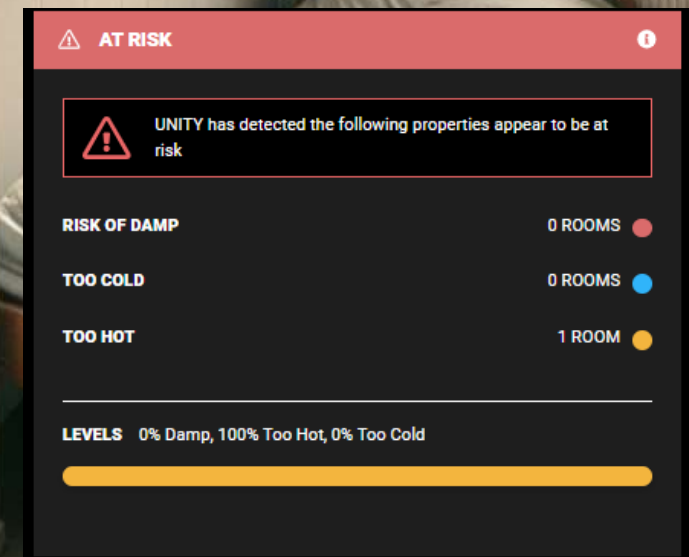 AT RISK
UNITY has detected the following properties appear to be at
risk
RISK OF DAMP 0 ROOMS
TOO COLD 0 ROOMS
TOO HOT 1 ROOM
LEVELS 0% Damp, 100% Too Hot, 0% Too Cold